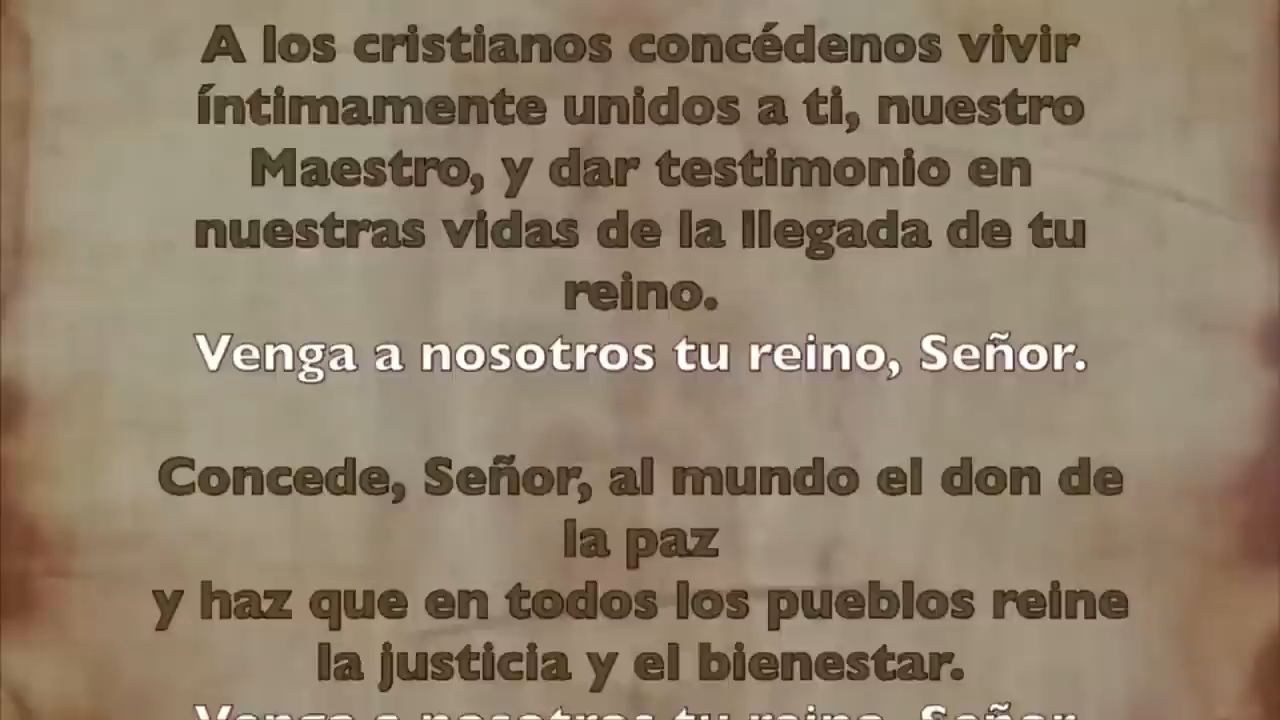 A los cristianos concédenos vivir
íntimamente unidos a ti, nuestro
Maestro, y dar testimonio en
nuestras vidas de la llegada de tu
reino.
Venga a nosotros tu reino, Señor.
Concede, Señor, al mundo el don de
la paz
y haz que en todos los pueblos reine
la justicia y el bienestar.
Venga a nosotros tu reino, Señor.